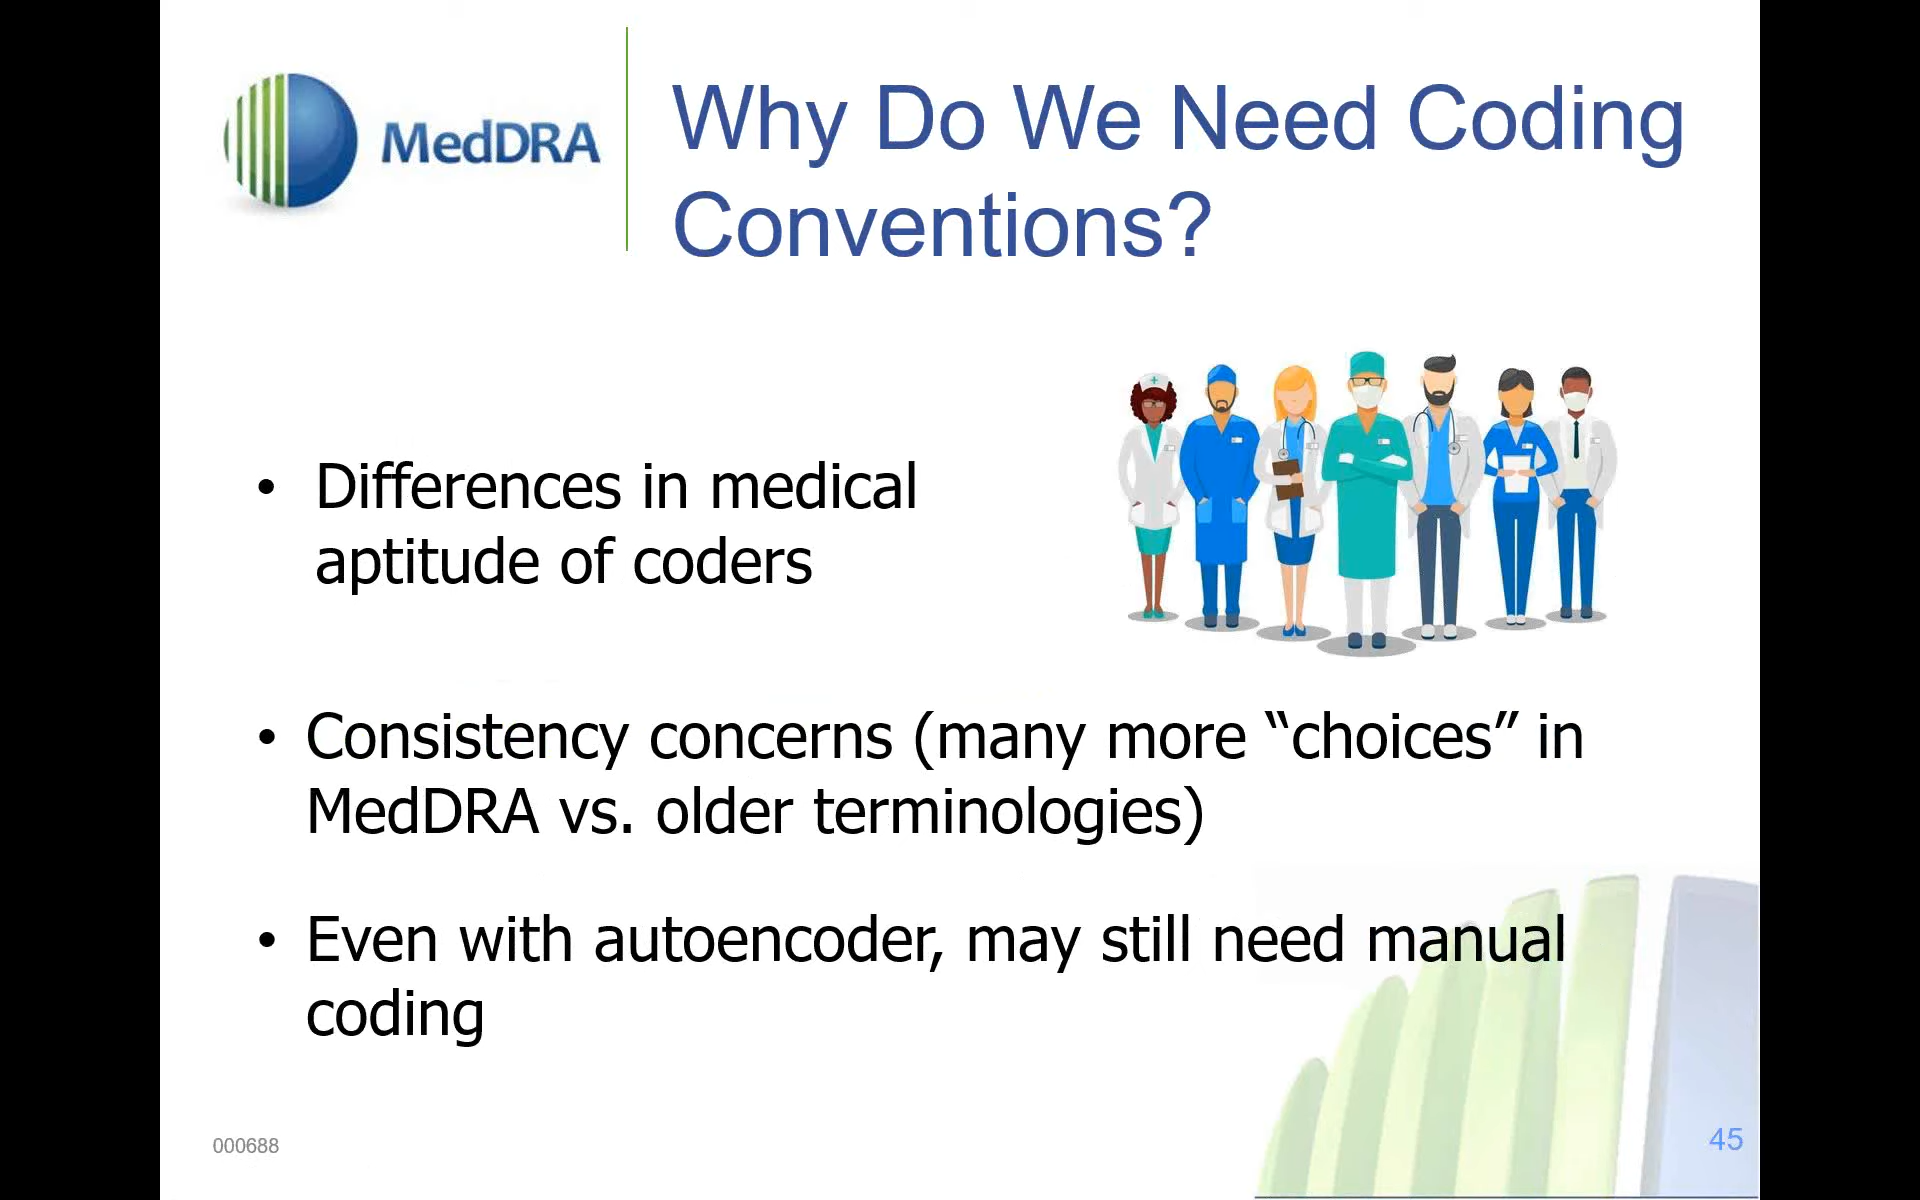 MedDRA
Why Do We Need Coding
Conventions?
• Differences in medical
aptitude of coders
• Consistency concerns (many more “choices” in
MedDRA vs. older terminologies)
• Even with autoencoder, may still need manual
coding
000688
45